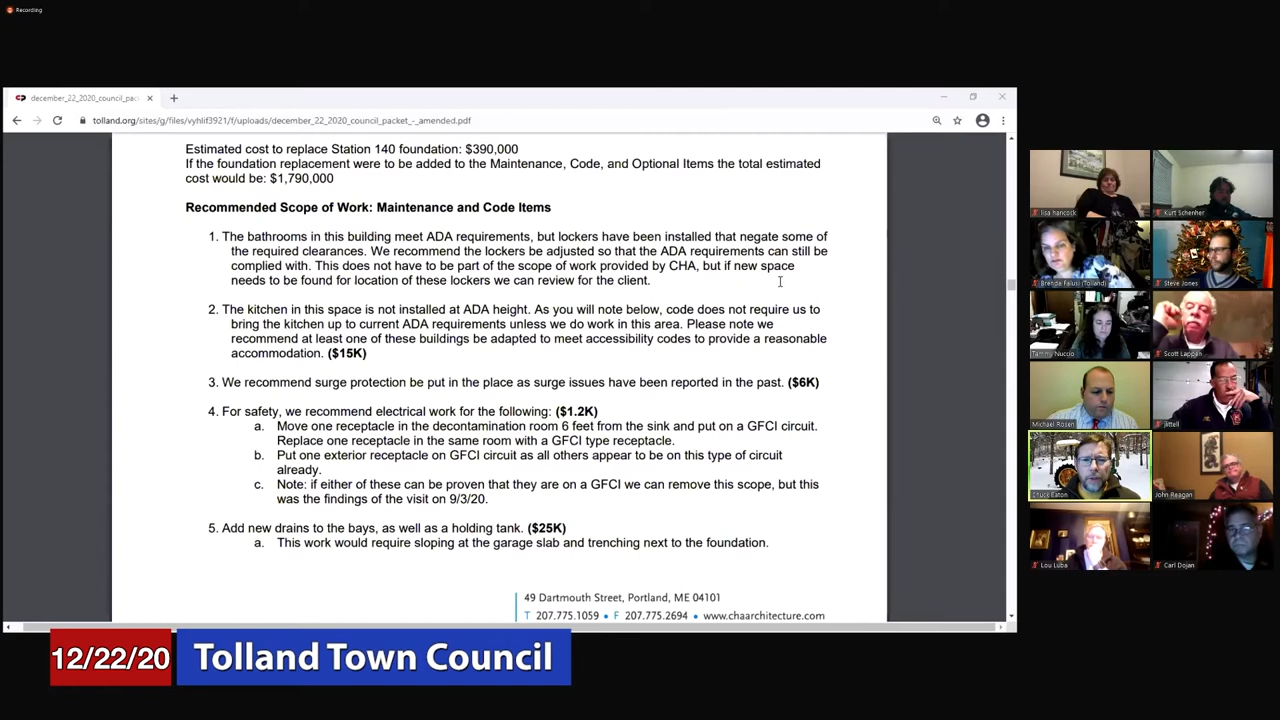 Recording
december_22_2020_council_pac
tolland.org/sites/g/files/vyhlif3921/f/uploads/december_22_2020_council_packet_-_amended.pdf
Estimated cost to replace Station 140 foundation: $390,000
If the foundation replacement were to be added to the Maintenance, Code, and Optional Items the total estimated
cost would be: $1,790,000
Recommended Scope of Work: Maintenance and Code Items
1. The bathrooms in this building meet ADA requirements, but lockers have been installed that negate some of
the required clearances. We recommend the lockers be adjusted so that the ADA requirements can still be
complied with. This does not have to be part of the scope of work provided by CHA, but if new space
needs to be found for location of these lockers we can review for the client.
2. The kitchen in this space is not installed at ADA height. As you will note below, code does not require us to
bring the kitchen up to current ADA requirements unless we do work in this area. Please note we
recommend at least one of these buildings be adapted to meet accessibility codes to provide a reasonable
accommodation. ($15K)
3. We recommend surge protection be put in the place as surge issues have been reported in the past. ($6K)
4. For safety, we recommend electrical work for the following: ($1.2K)
a. Move one receptacle in the decontamination room 6 feet from the sink and put on a GFCI circuit.
Replace one receptacle in the same room with a GFCI type receptacle.
b. Put one exterior receptacle on GFCI circuit as all others appear to be on this type of circuit
already.
c. Note: if either of these can be proven that they are on a GFCI we can remove this scope, but this
was the findings of the visit on 9/3/20.
5. Add new drains to the bays, as well as a holding tank. ($25K)
a. This work would require sloping at the garage slab and trenching next to the foundation.
49 Dartmouth Street, Portland, ME 04101
T 207.775.1059 • F 207.775.2694 • www.chaarchitecture.com
lisa hancock
Kurt Schenher
Brenda Falusi (Tolland)
Steve Jones
Tammy Nuccio
Scott Lappen
Michael Rosen
jlittell
Chuck Eaton
John Reagan
Lou Luba
Carl Dojan
12/22/20
Tolland Town Council